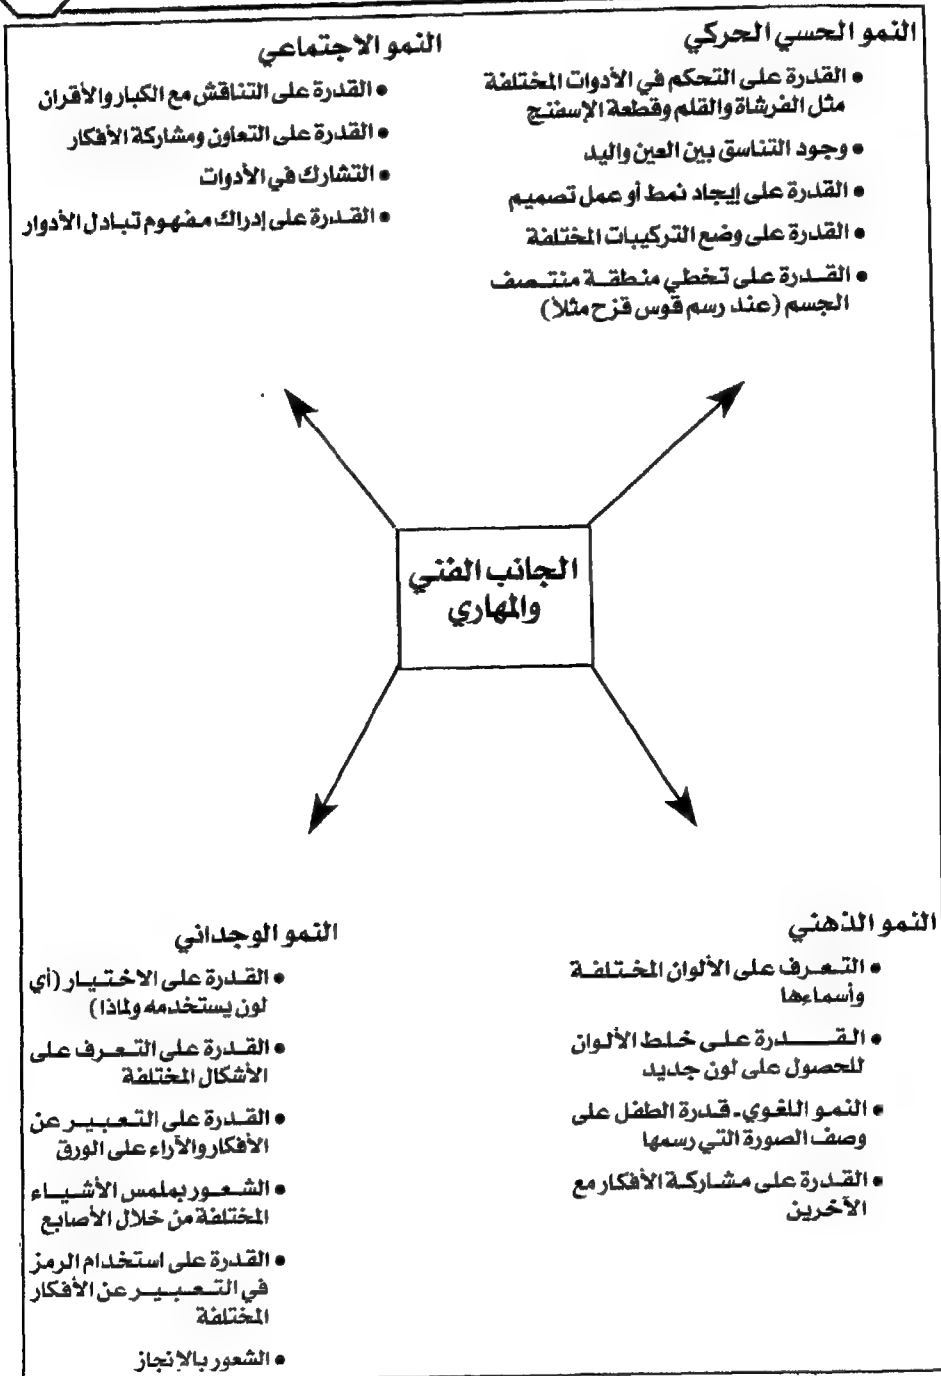 النمو الحسي الحركي
• القدرة على التحكم في الأدوات المختلفة
مثل الفرشاة والقلم وقطعة الإسفنج
• وجود التناسق بين العين واليد
• القدرة على إيجاد نمط أو عمل تصميم
• القدرة على وضع التركيبات المختلفة
• القدرة على تخطي منطقة منتصف
الجسم (عند رسم قوس قزح مثلاً)
النمو الاجتماعي
• القدرة على التناقش مع الكبار والأقران
• القدرة على التعاون ومشاركة الأفكار
• التشارك في الأدوات
• القدرة على إدراك مفهوم تبادل الأدوار
الجانب الفني
والمهاري
النمو الذهني
• التعرف على الألوان المختلفة
وأسماءها
• القدرة على خلط الألوان
للحصول على لون جديد
• النمو اللغوي - قدرة الطفل على
وصف الصورة التي رسمها
• القدرة على مشاركة الأفكار مع
الآخرين
النمو الوجداني
• القدرة على الاختيار (أي
لون يستخدمه ولماذا)
• القدرة على التعرف على
الأشكال المختلفة
• القدرة على التعبير عن
الأفكار والآراء على الورق
• الشعور بملمس الأشياء
المختلفة من خلال الأصابع
• القدرة على استخدام الرمز
في التعبير عن الأفكار
المختلفة
• الشعور بالإنجاز